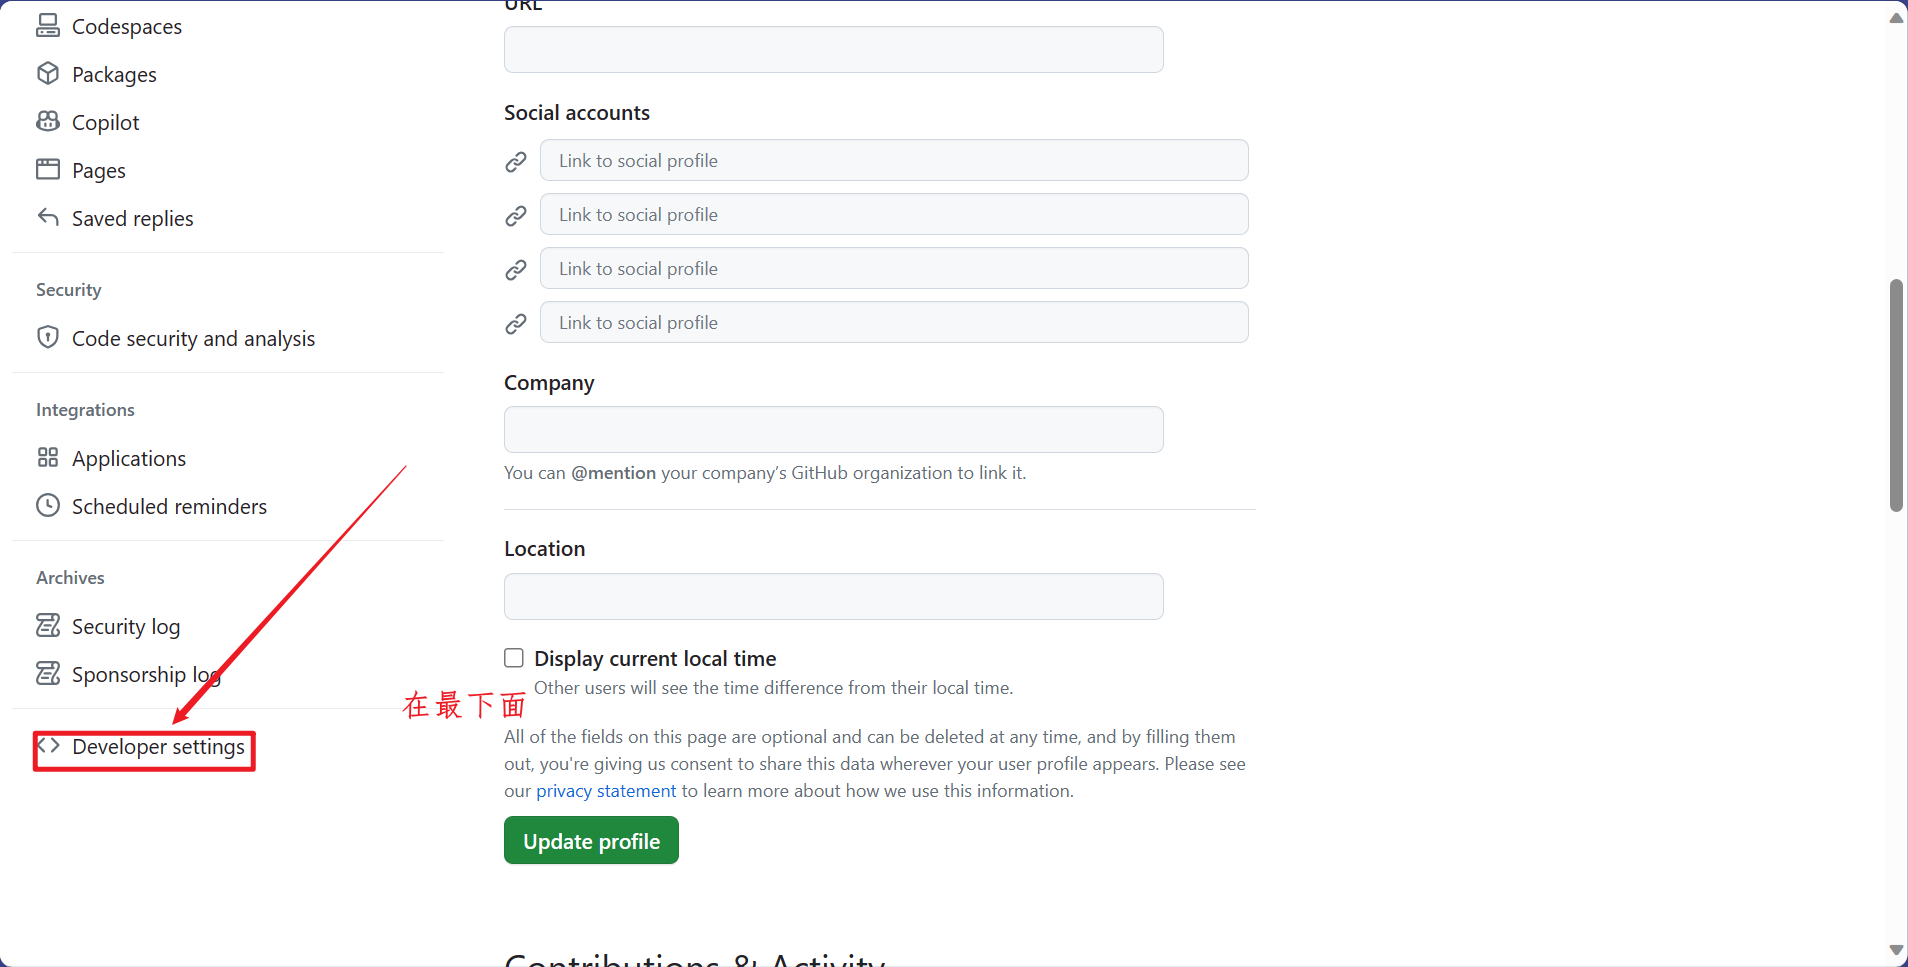 Codespaces
Packages
Copilot
Pages
Saved replies
Security
Code security and analysis
Integrations
Applications
Scheduled reminders
Archives
Security log
Sponsorship log
Developer settings
URL
Social accounts
Link to social profile
Link to social profile
Link to social profile
Link to social profile
Company
You can @mention your company’s GitHub organization to link it.
Location
Display current local time
Other users will see the time difference from their local time.
在最下面
All of the fields on this page are optional and can be deleted at any time, and by filling them
out, you're giving us consent to share this data wherever your user profile appears. Please see
our privacy statement to learn more about how we use this information.
Update profile
Contributions & Activity